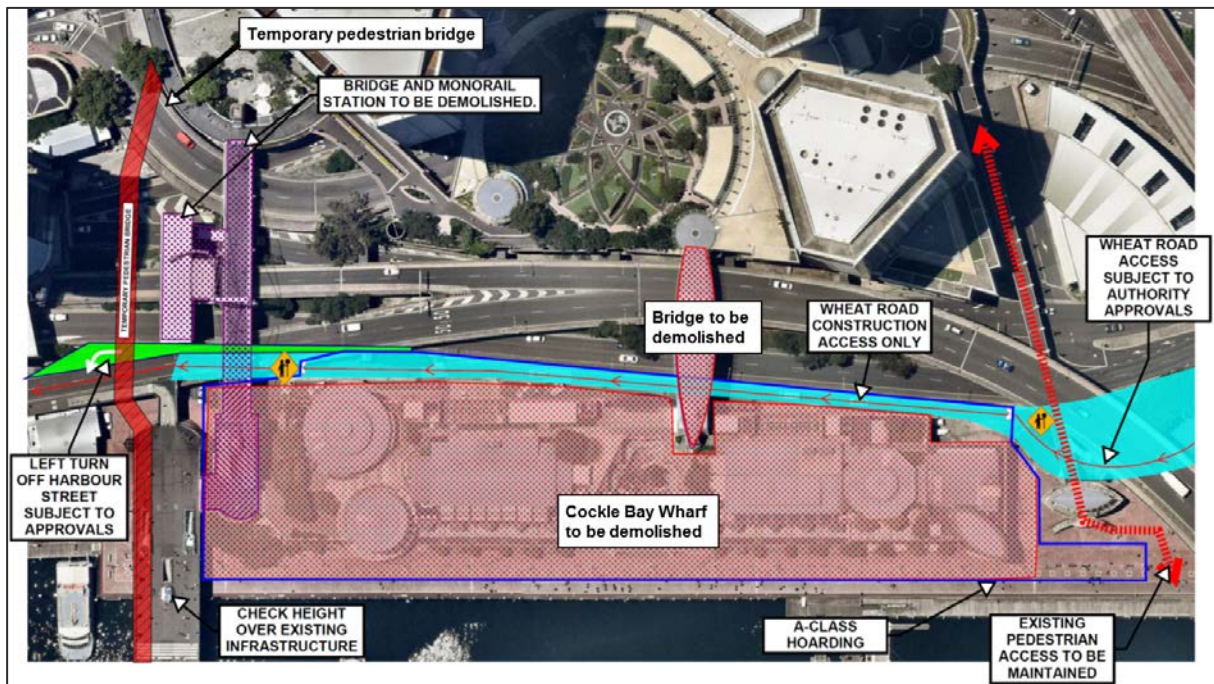 Temporary pedestrian bridge
BRIDGE AND MONORAIL
STATION TO BE DEMOLISHED.
TEMPORARY PEDESTRIAN BRIDGE
WHEAT ROAD
ACCESS
SUBJECT TO
AUTHORITY
APPROVALS
Bridge to be
demolished
WHEAT ROAD
CONSTRUCTION
ACCESS ONLY
LEFT TURN
OFF HARBOUR
STREET
SUBJECT TO
APPROVALS
Cockle Bay Wharf
to be demolished
CHECK HEIGHT
OVER EXISTING
INFRASTRUCTURE
A-CLASS
HOARDING
EXISTING
PEDESTRIAN
ACCESS TO BE
MAINTAINED